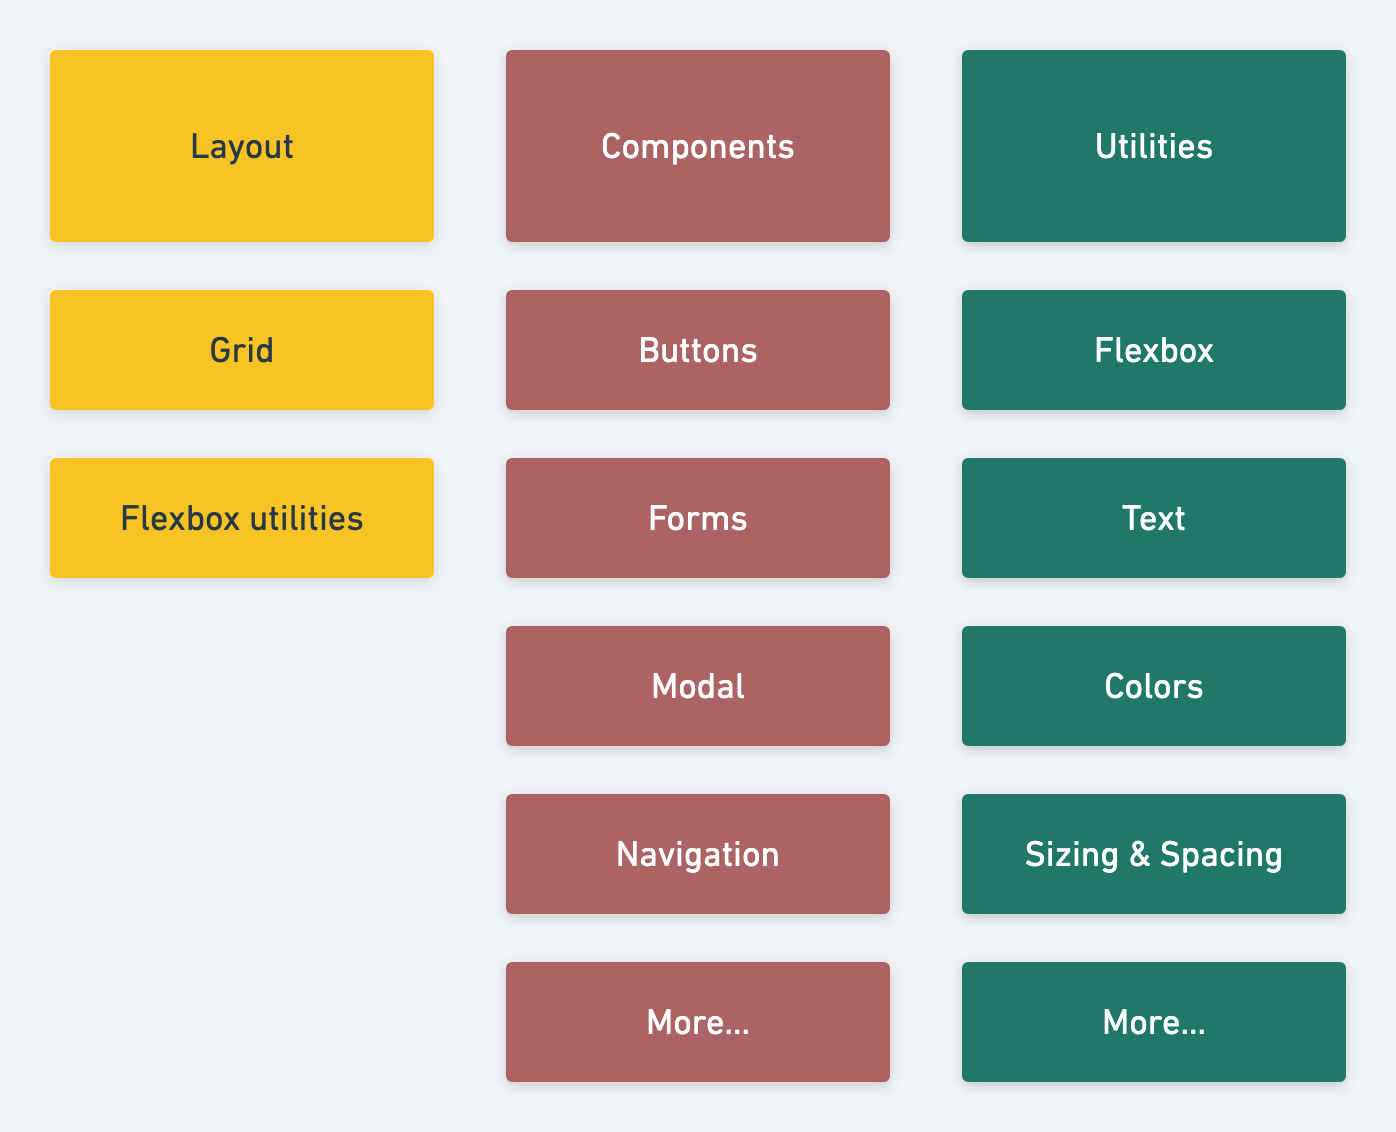 Layout
Components
Utilities
Grid
Buttons
Flexbox
Flexbox utilities
Forms
Text
Modal
Colors
Navigation
Sizing & Spacing
More...
More...